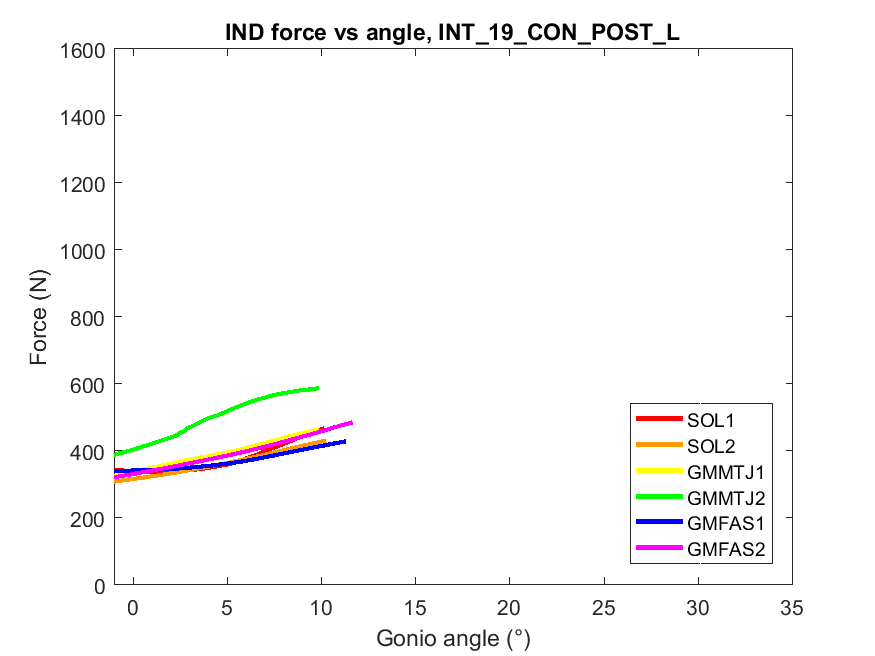 IND force vs angle, INT_19_CON_POST_L
1600
1400
1200
1000
800
600
400
200
0
Force (N)
0 5 10 15 20 25 30 35
Gonio angle (°)
SOL1
SOL2
GMMTJ1
GMMTJ2
GMFAS1
GMFAS2